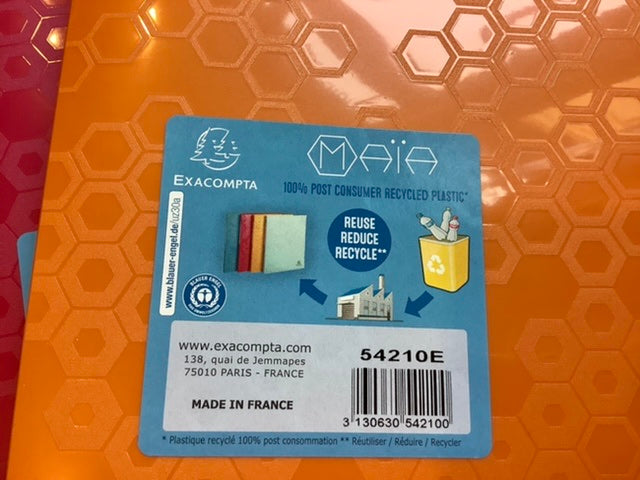 EXACOMPTA
MAÏA
100% POST CONSUMER RECYCLED PLASTIC*
REUSE
REDUCE
RECYCLE**
www.blauer-engel.de/uz30a
BLAUER ENGEL
www.exacompta.com
138, quai de Jemmapes
75010 PARIS - FRANCE
MADE IN FRANCE
54210E
3 130630 542100
* Plastique recyclé 100% post consommation ** Réutiliser / Réduire / Recycler